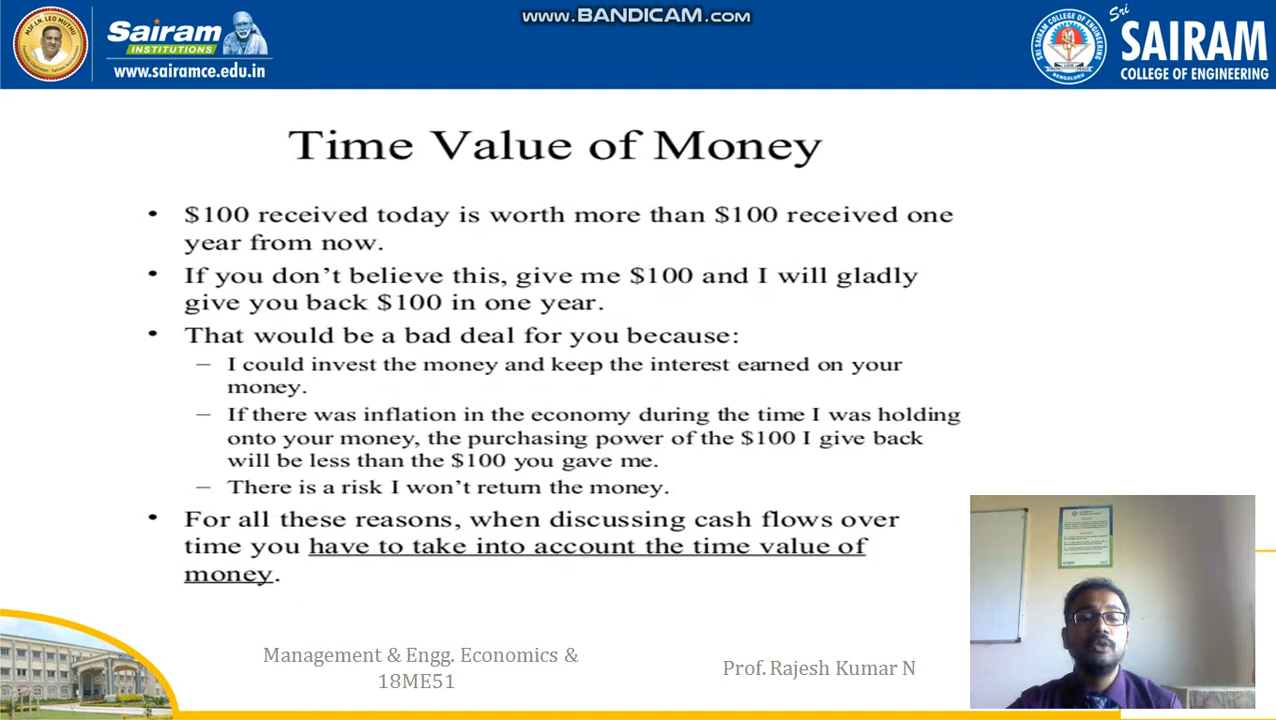 www.BANDICAM.com
Sairam
INSTITUTIONS
www.sairamce.edu.in
Sri
SAIRAM
COLLEGE OF ENGINEERING
Time Value of Money
• $100 received today is worth more than $100 received one
year from now.
• If you don't believe this, give me $100 and I will gladly
give you back $100 in one year.
• That would be a bad deal for you because:
– I could invest the money and keep the interest earned on your
money.
– If there was inflation in the economy during the time I was holding
onto your money, the purchasing power of the $100 I give back
will be less than the $100 you gave me.
– There is a risk I won't return the money.
• For all these reasons, when discussing cash flows over
time you have to take into account the time value of
money.
Management & Engg. Economics &
18ME51
Prof. Rajesh Kumar N